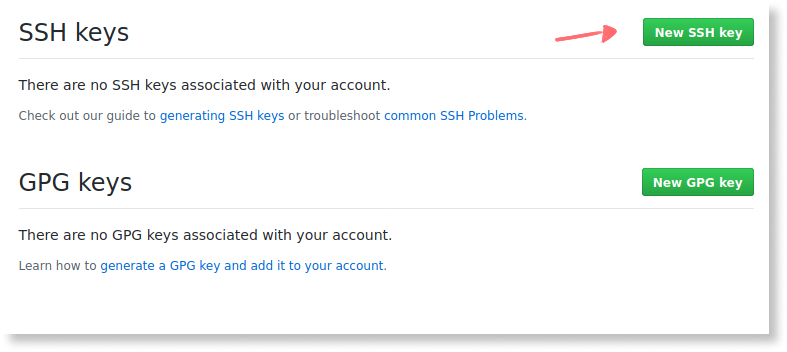 SSH keys
New SSH key
There are no SSH keys associated with your account.
Check out our guide to generating SSH keys or troubleshoot common SSH Problems.
GPG keys
New GPG key
There are no GPG keys associated with your account.
Learn how to generate a GPG key and add it to your account.